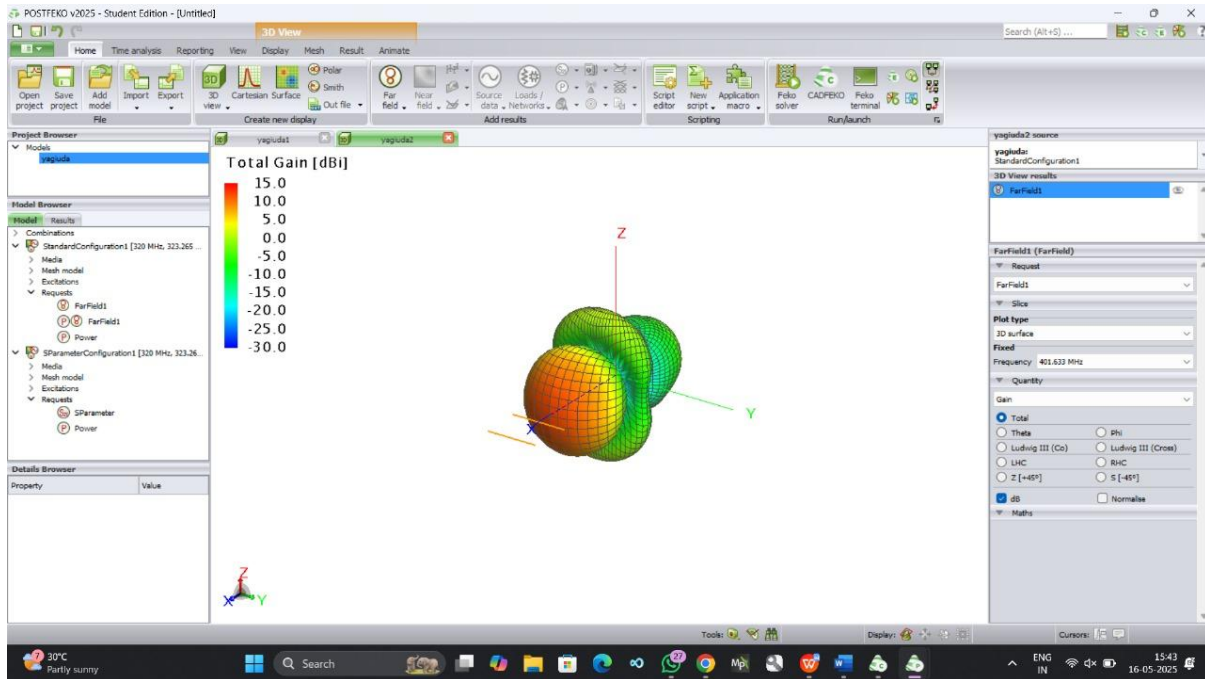 POSTFEKO v2025 - Student Edition - [Untitled]
3D View
Search (Alt+S) ...
Home Time analysis Reporting View Display Mesh Result Animate
Open project
Save project
Add model
Import
Export
File
3D view
Cartesian
Surface
Polar
Smith
Out file
Create new display
Far field
Near field
Source data
Loads / Networks
Add results
Script editor
New script
Application macro
Scripting
Feko solver
CADFEKO
Feko terminal
Run/launch
Project Browser
Models
yagiuda
Model Browser
Model Results
Combinations
StandardConfiguration1 [320 MHz, 323.265 ...
Media
Mesh model
Excitations
Requests
FarField1
P FarField1
P Power
SParameterConfiguration1 [320 MHz, 323.26...
Media
Mesh model
Excitations
Requests
SParameter
P Power
Details Browser
Property Value
yagiuda1 yagiuda2
Total Gain [dBi]
15.0
10.0
5.0
0.0
-5.0
-10.0
-15.0
-20.0
-25.0
-30.0
Z
Y
X
Z
X Y
yagiuda2 source
yagiuda:
StandardConfiguration1
3D View results
FarField1
FarField1 (FarField)
Request
FarField1
Slice
Plot type
3D surface
Fixed
Frequency 401.633 MHz
Quantity
Gain
Total
Theta Phi
Ludwig III (Co) Ludwig III (Cross)
LHC RHC
Z [+45°] S [-45°]
dB Normalise
Maths
Tools: Display: Cursors:
7
30°C
Partly sunny
Search
27
ENG
IN
15:43
16-05-2025